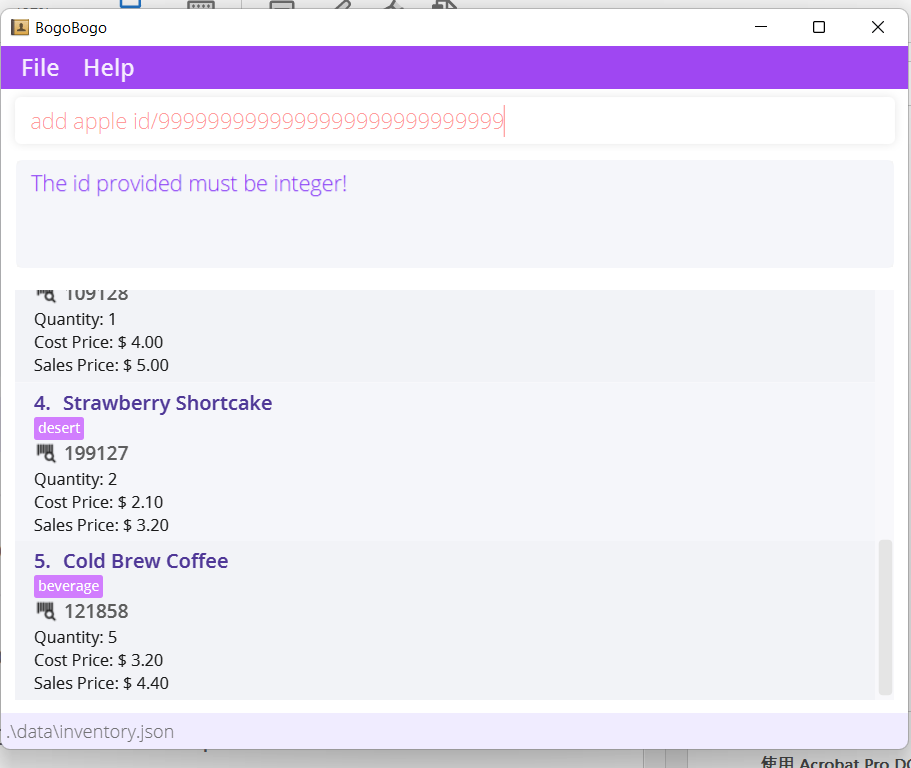 BogoBogo
File Help
add apple id/9999999999999999999999999999
The id provided must be integer!
109128
Quantity: 1
Cost Price: $ 4.00
Sales Price: $ 5.00
4. Strawberry Shortcake
desert
199127
Quantity: 2
Cost Price: $ 2.10
Sales Price: $ 3.20
5. Cold Brew Coffee
beverage
121858
Quantity: 5
Cost Price: $ 3.20
Sales Price: $ 4.40
.\data\inventory.json
使用 Acrobat Pro DC